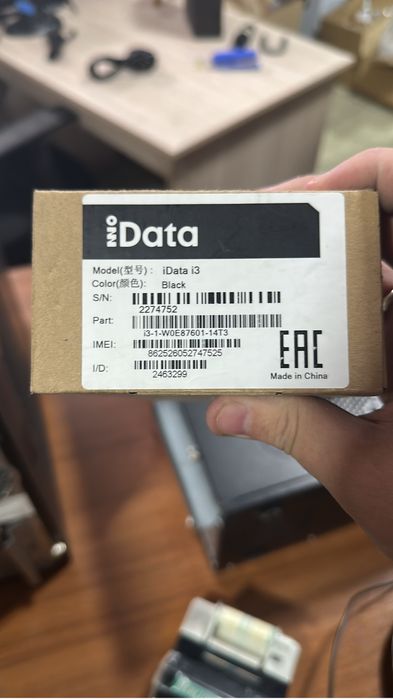 iData
Model(型号) : iData i3
Color(颜色): Black
S/N:
2274752
Part:
i3-1-W0E87601-14T3
IMEI:
862526052747525
I/D:
2463299
EAC
Made in China